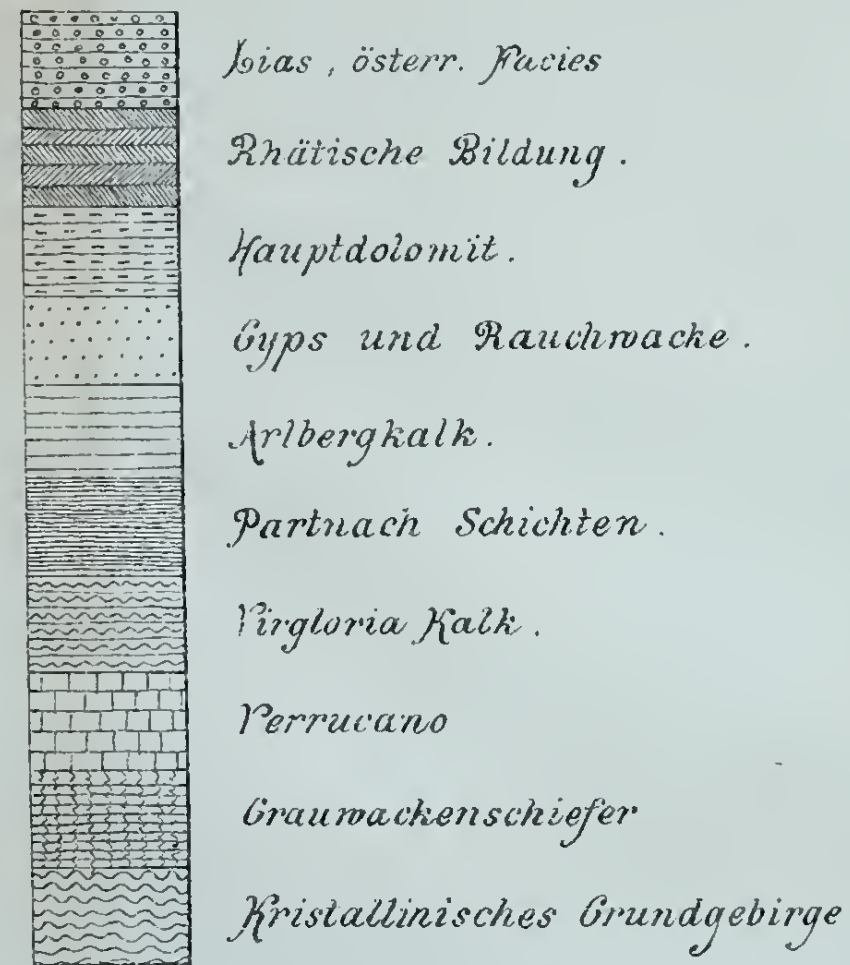 Lias, österr. Facies
Rhätische Bildung.
Hauptdolomit.
Gyps und Rauchwacke.
Arlbergkalk.
Partnach Schichten.
Virgloria Kalk.
Verrucano
Grauwackenschiefer
Kristallinisches Grundgebirge